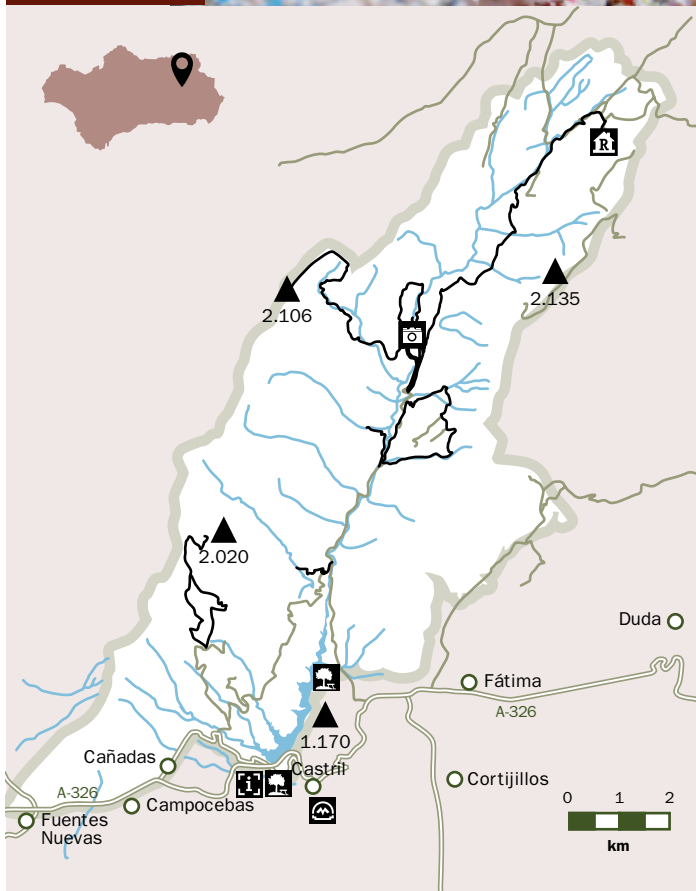 R
2.106
2.135
2.020
Duda
Fátima
A-326
1.170
Cañadas
Castril
i
Cortijillos
A-326
Campocebas
Fuentes
Nuevas
0 1 2
km